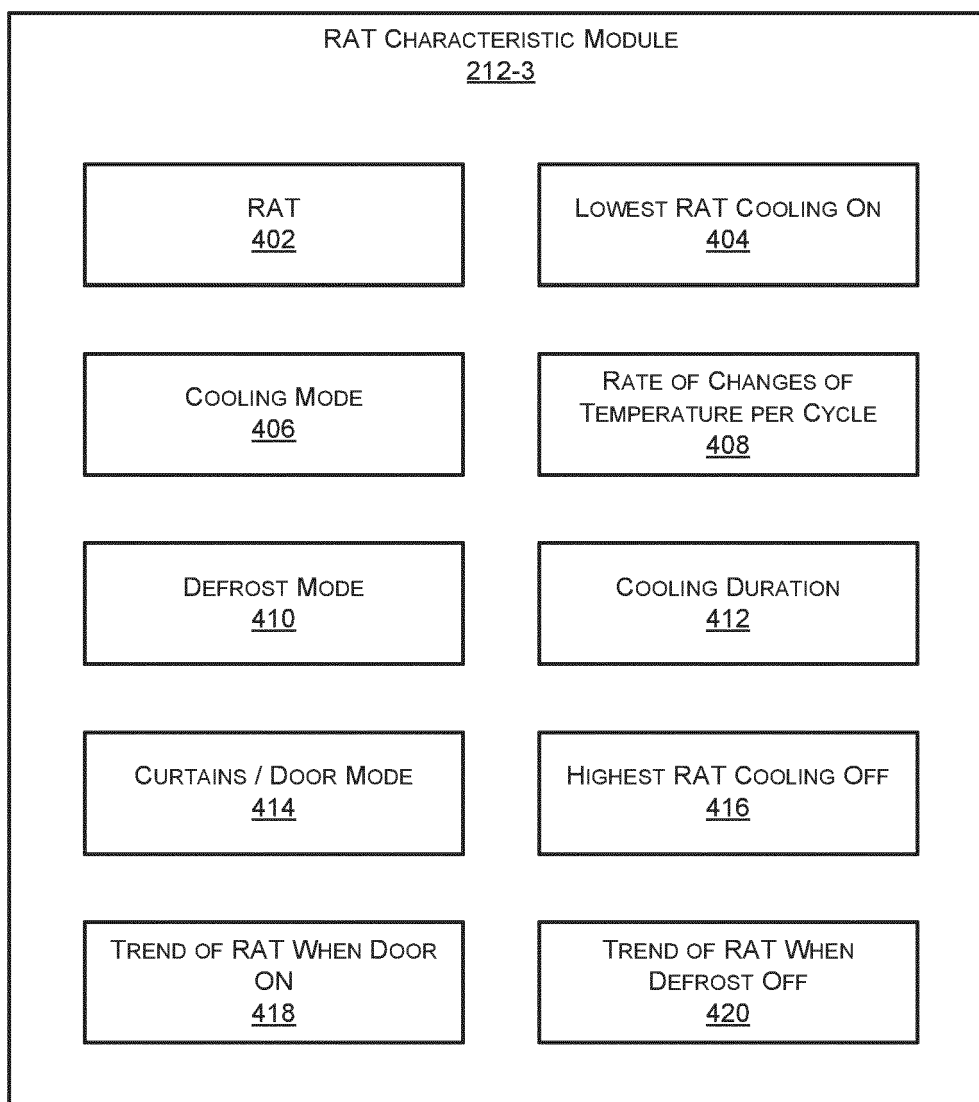 RAT CHARACTERISTIC MODULE
212-3
RAT
402
LOWEST RAT COOLING ON
404
COOLING MODE
406
RATE OF CHANGES OF
TEMPERATURE PER CYCLE
408
DEFROST MODE
410
COOLING DURATION
412
CURTAINS / DOOR MODE
414
HIGHEST RAT COOLING OFF
416
TREND OF RAT WHEN DOOR
ON
418
TREND OF RAT WHEN
DEFROST OFF
420